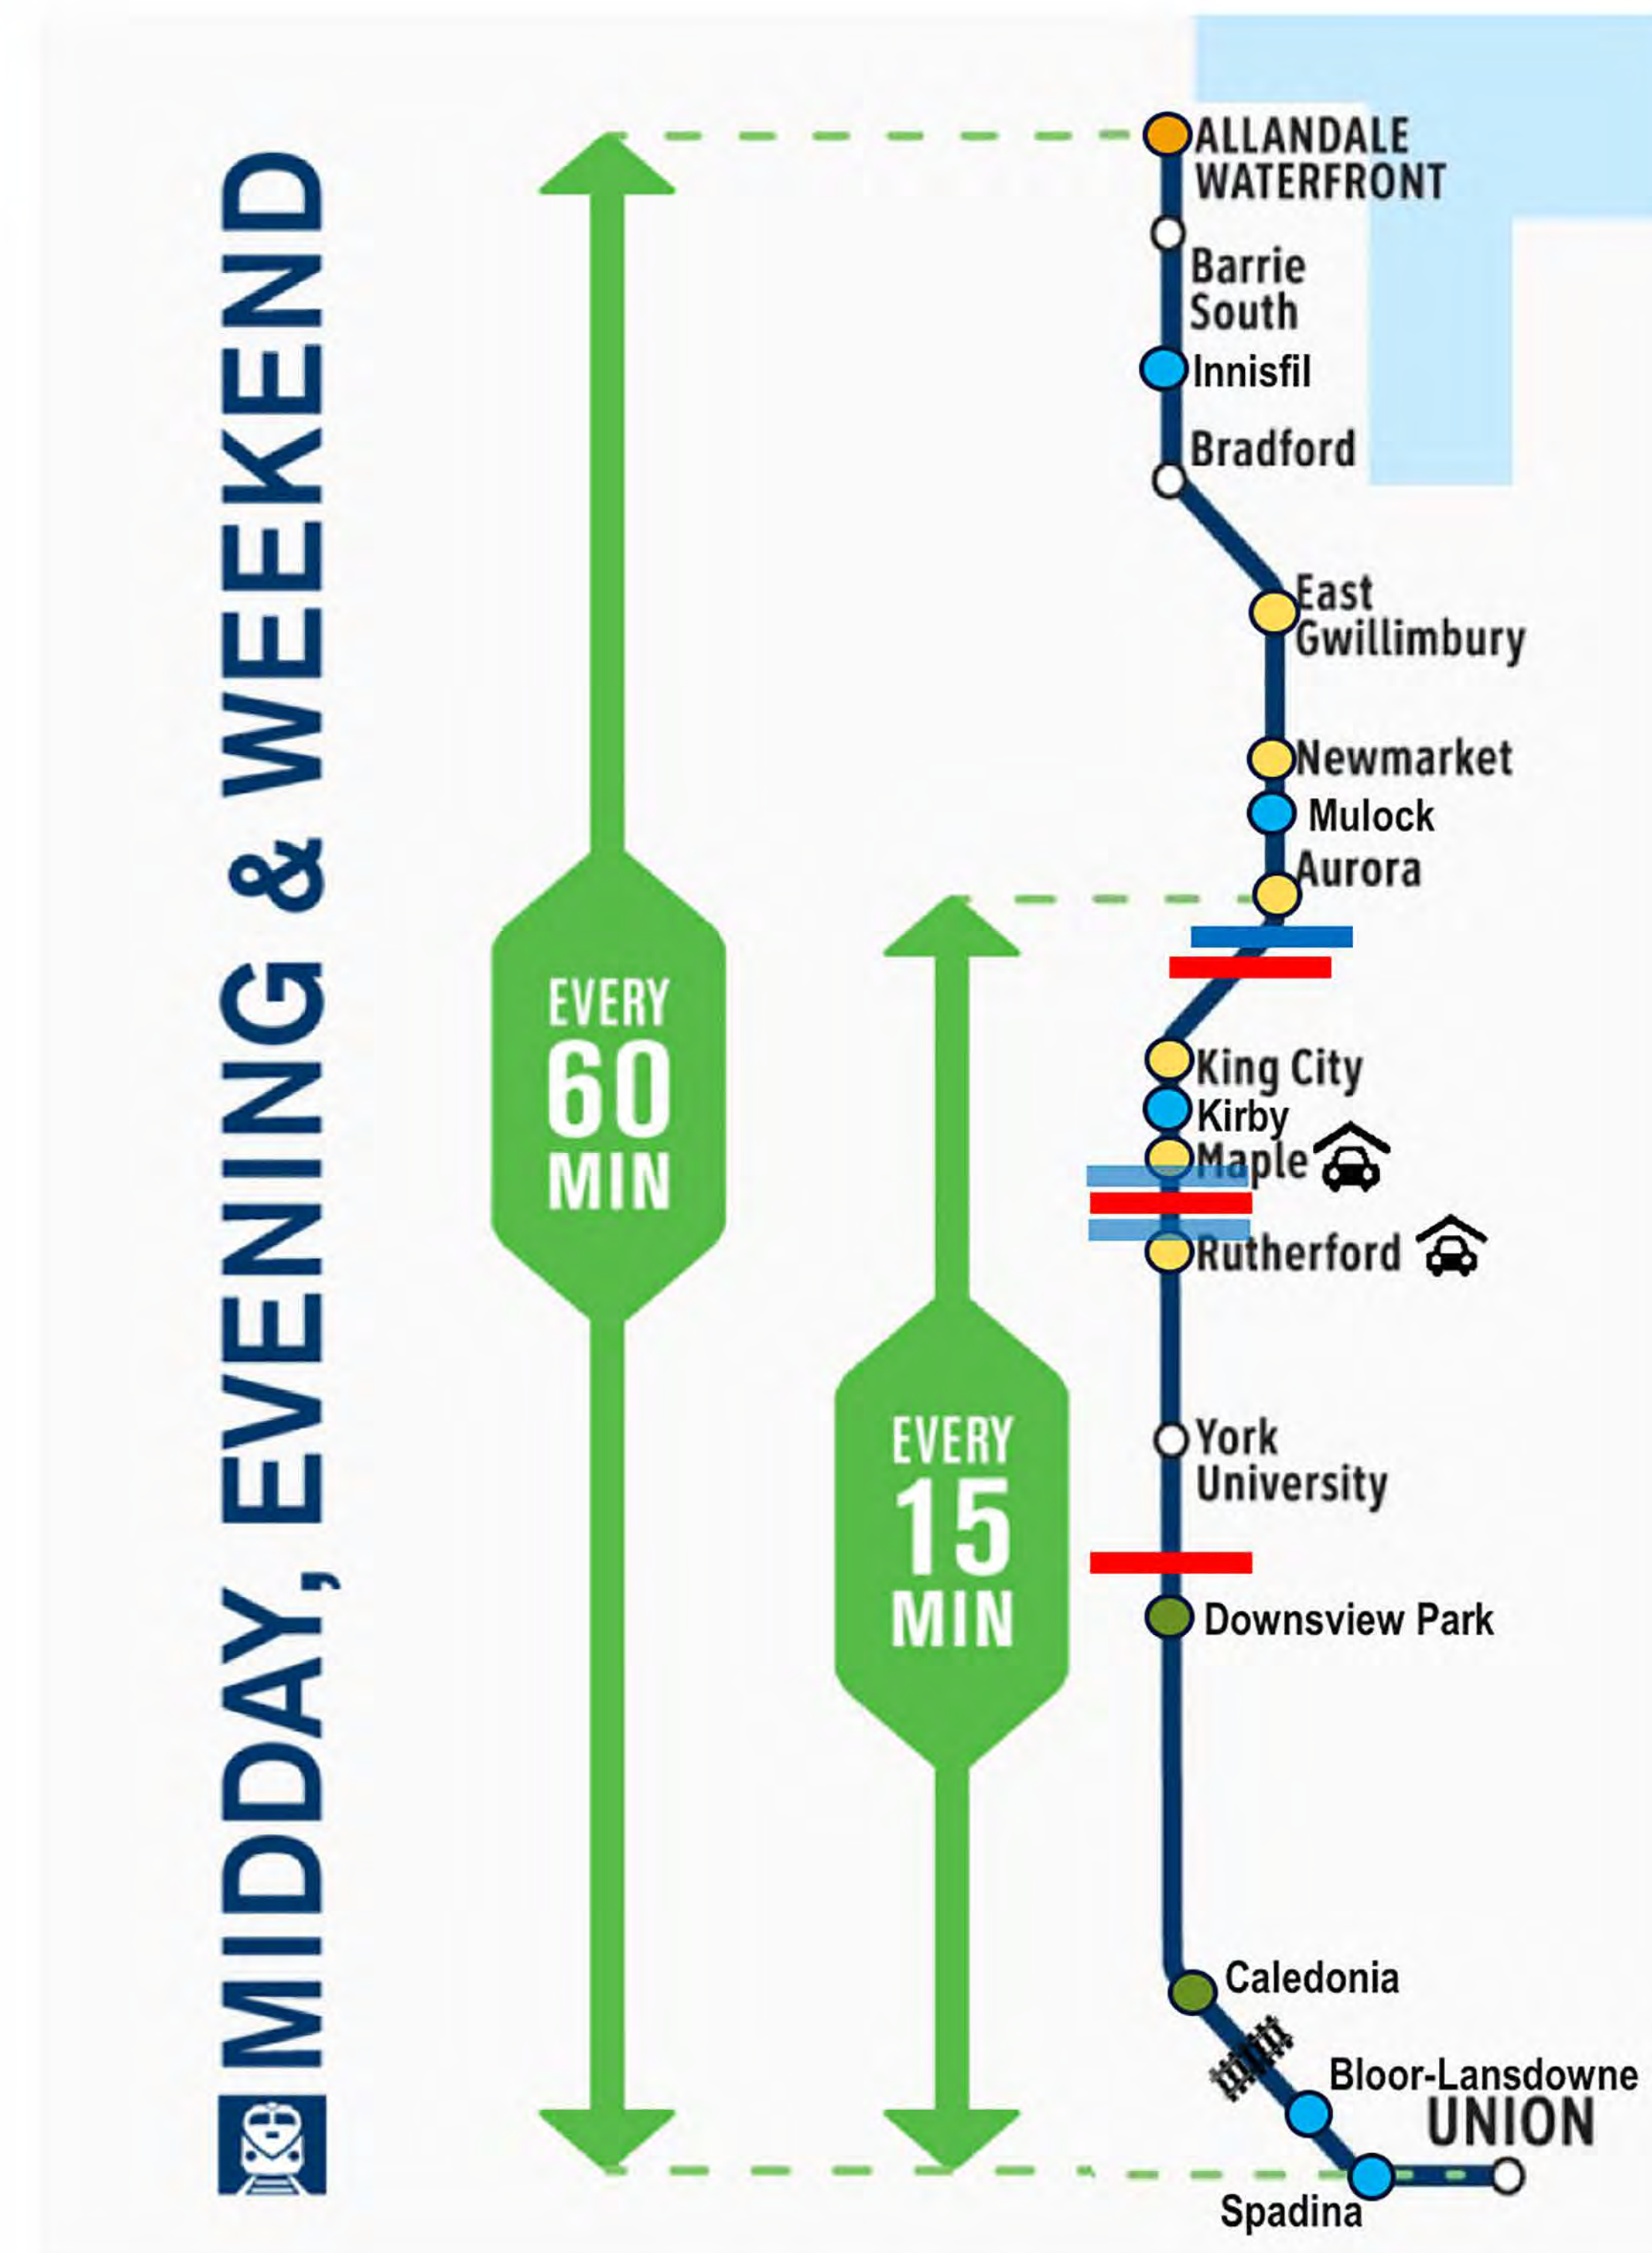 MIDDAY, EVENING & WEEKEND
EVERY
60
MIN
EVERY
15
MIN
ALLANDALE
WATERFRONT
Barrie
South
Innisfil
Bradford
East
Gwillimbury
Newmarket
Mulock
Aurora
King City
Kirby
Maple
Rutherford
York
University
Downsview Park
Caledonia
Bloor-Lansdowne
UNION
Spadina